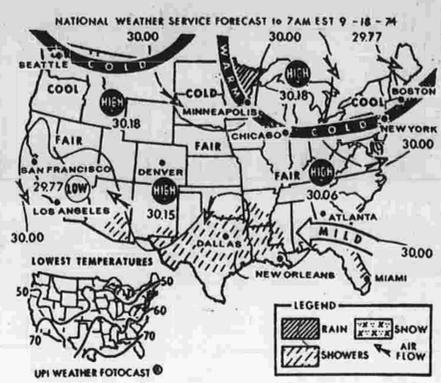 NATIONAL WEATHER SERVICE FORECAST to 7AM EST 9 -18 - 74
30.00
30.00
29.77
SEATTLE
COLD
WARM
HIGH
30.18
BOSTON
COOL
HIGH
30.18
COLD
MINNEAPOLIS
COOL
CHICAGO
COLD
NEW YORK
30.00
FAIR
FAIR
SAN FRANCISCO
DENVER
FAIR
HIGH
30.06
29.77
LOW
HIGH
30.15
LOS ANGELES
ATLANTA
30.00
DALLAS
MILD
30.00
LOWEST TEMPERATURES
NEW ORLEANS
MIAMI
50
50
60
70
70
LEGEND
RAIN
SNOW
SHOWERS
AIR FLOW
UPI WEATHER FOTOCAST ®